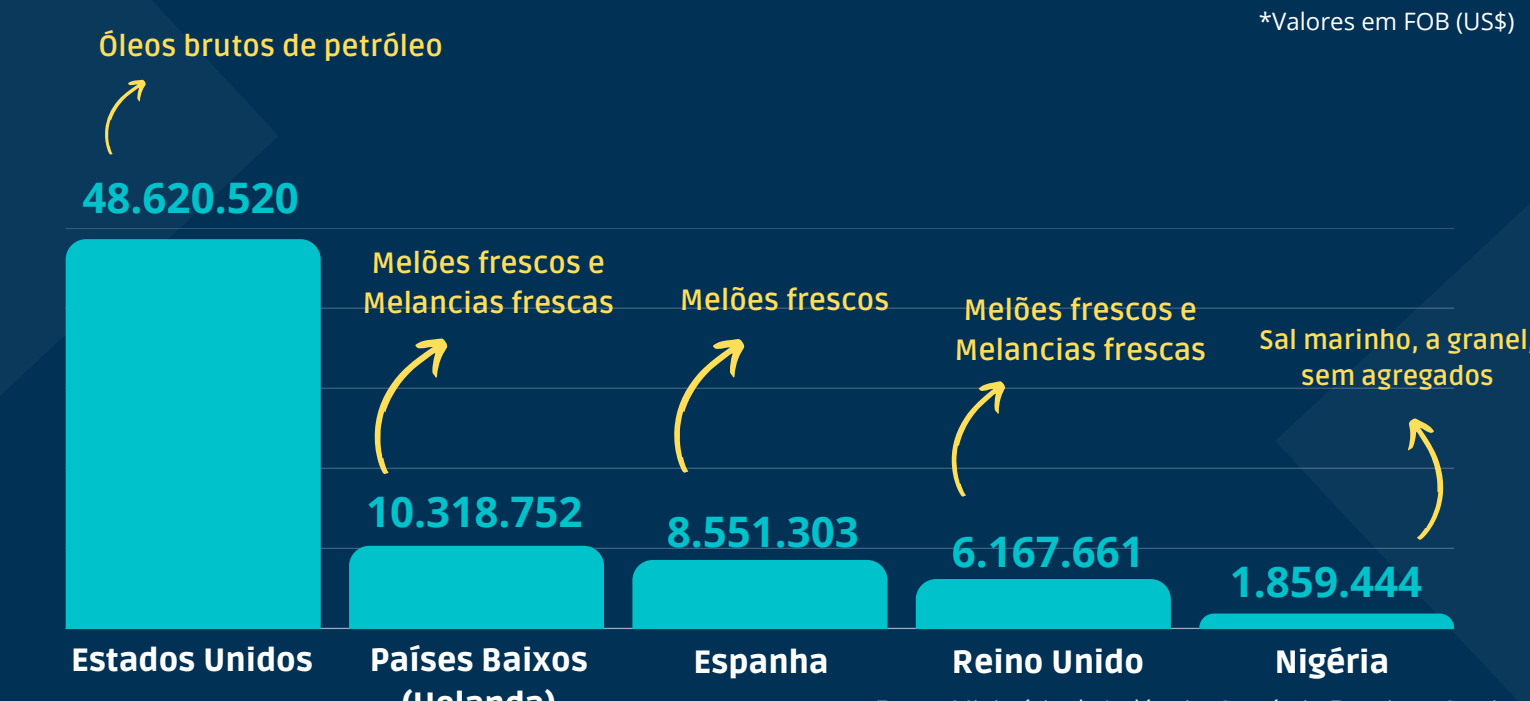 *Valores em FOB (US$)
Óleos brutos de petróleo
48.620.520
Melões frescos e
Melancias frescas
10.318.752
Melões frescos
8.551.303
Melões frescos e
Melancias frescas
6.167.661
Sal marinho, a granel,
sem agregados
1.859.444
Estados Unidos
Países Baixos
(Holanda)
Espanha
Reino Unido
Nigéria